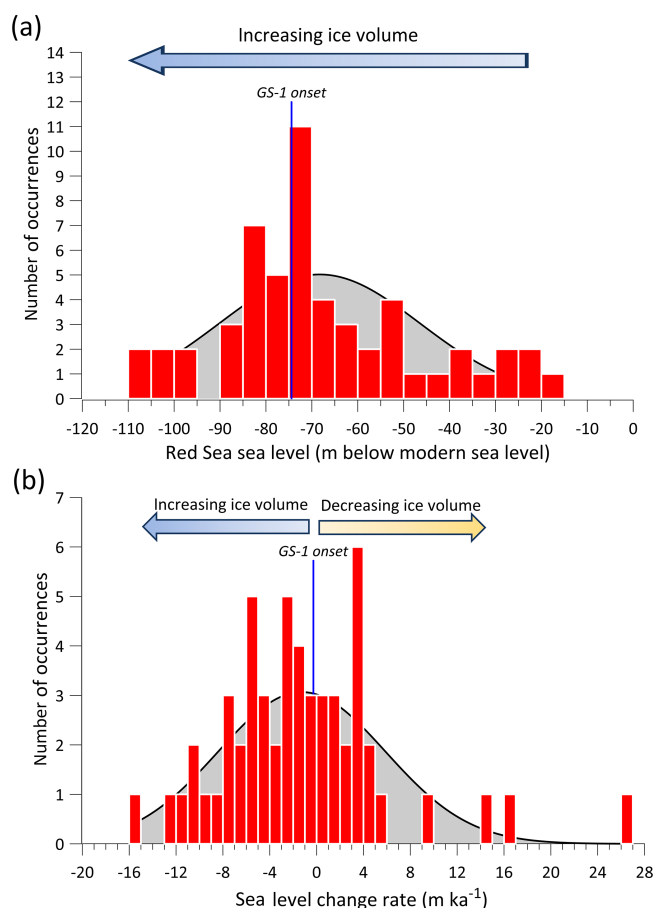 (a)
Increasing ice volume
GS-1 onset
14
13
12
11
10
9
8
7
6
5
4
3
2
1
0
Number of occurrences
-120 -110 -100 -90 -80 -70 -60 -50 -40 -30 -20 -10 0
Red Sea sea level (m below modern sea level)
(b)
Increasing ice volume Decreasing ice volume
GS-1 onset
7
6
5
4
3
2
1
0
Number of occurrences
-20 -16 -12 -8 -4 0 4 8 12 16 20 24 28
Sea level change rate (m ka⁻¹)